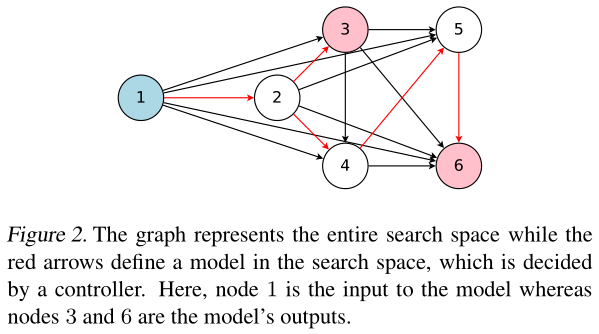 3
5
1
2
4
6
Figure 2. The graph represents the entire search space while the
red arrows define a model in the search space, which is decided
by a controller. Here, node 1 is the input to the model whereas
nodes 3 and 6 are the model's outputs.